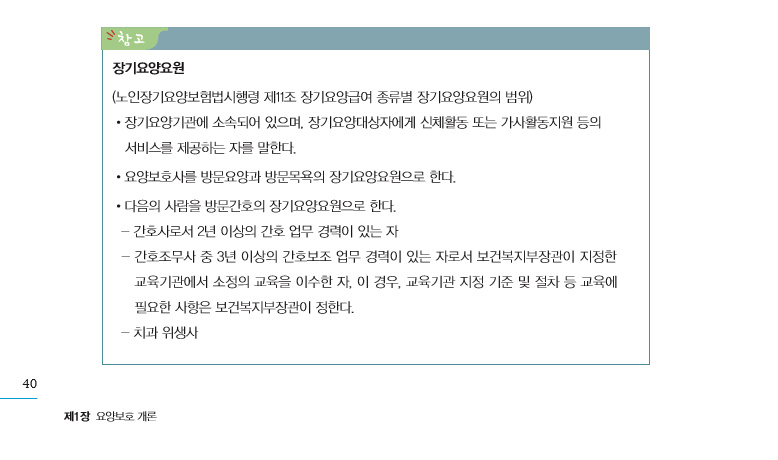 참고
장기요양요원
(노인장기요양보험법시행령 제11조 장기요양급여 종류별 장기요양요원의 범위)
• 장기요양기관에 소속되어 있으며, 장기요양대상자에게 신체활동 또는 가사활동지원 등의
서비스를 제공하는 자를 말한다.
• 요양보호사를 방문요양과 방문목욕의 장기요양요원으로 한다.
• 다음의 사람을 방문간호의 장기요양요원으로 한다.
– 간호사로서 2년 이상의 간호 업무 경력이 있는 자
– 간호조무사 중 3년 이상의 간호보조 업무 경력이 있는 자로서 보건복지부장관이 지정한
교육기관에서 소정의 교육을 이수한 자, 이 경우, 교육기관 지정 기준 및 절차 등 교육에
필요한 사항은 보건복지부장관이 정한다.
– 치과 위생사
40
제1장 요양보호 개론